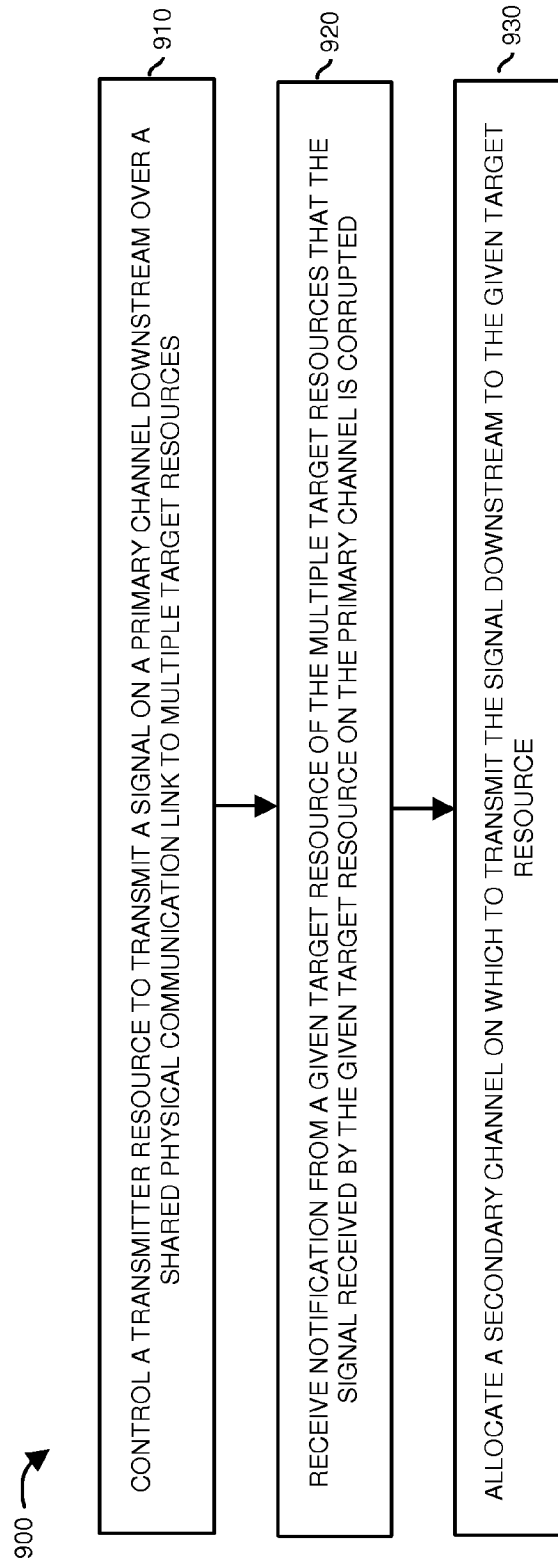 900
CONTROL A TRANSMITTER RESOURCE TO TRANSMIT A SIGNAL ON A PRIMARY CHANNEL DOWNSTREAM OVER A
SHARED PHYSICAL COMMUNICATION LINK TO MULTIPLE TARGET RESOURCES
910
RECEIVE NOTIFICATION FROM A GIVEN TARGET RESOURCE OF THE MULTIPLE TARGET RESOURCES THAT THE
SIGNAL RECEIVED BY THE GIVEN TARGET RESOURCE ON THE PRIMARY CHANNEL IS CORRUPTED
920
ALLOCATE A SECONDARY CHANNEL ON WHICH TO TRANSMIT THE SIGNAL DOWNSTREAM TO THE GIVEN TARGET
RESOURCE
930